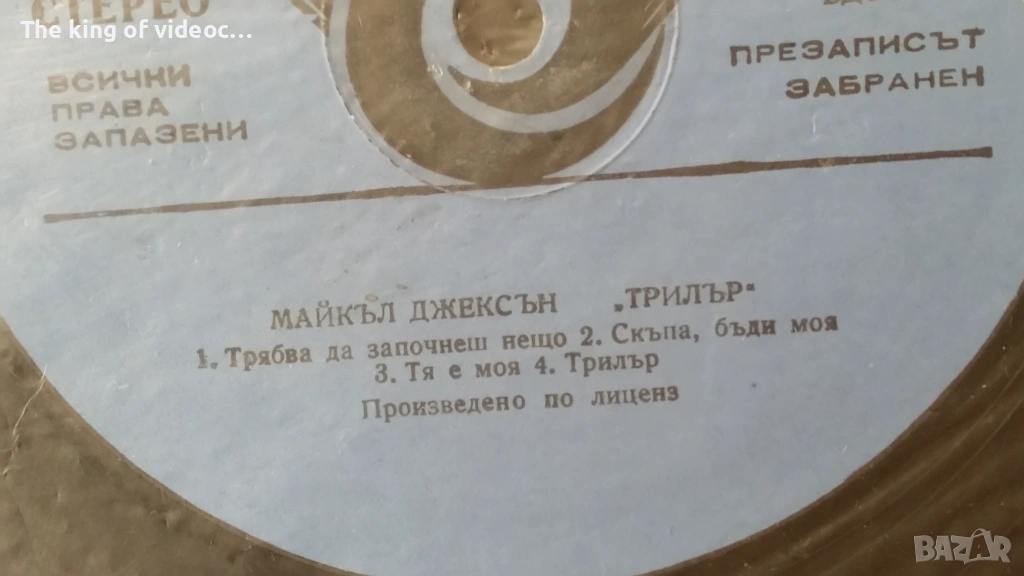 СТЕРЕО
The king of videoc...
ВСИЧКИ
ПРАВА
ЗАПАЗЕНИ
ПРЕЗАПИСЪТ
ЗАБРАНЕН
МАЙКЪЛ ДЖЕКСЪН „ТРИЛЪР"
1. Трябва да започнеш нещо 2. Скъпа, бъди моя
3. Тя е моя 4. Трилър
Произведено по лиценз
BAZAR